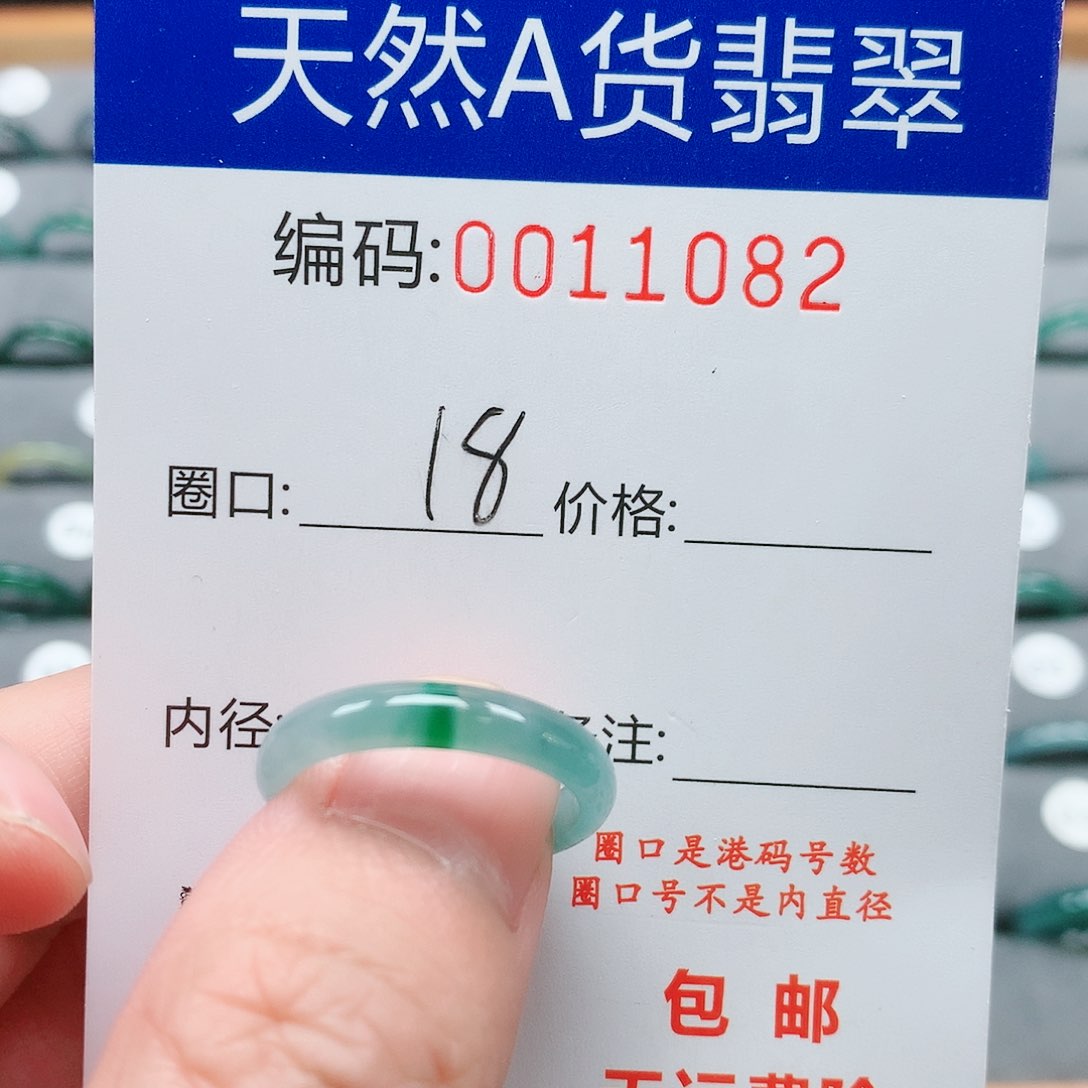 天然A货翡翠
编码:0011082
圈口: 18 价格:
内径 注:
圈口是港码号数
圈口号不是内直径
包邮